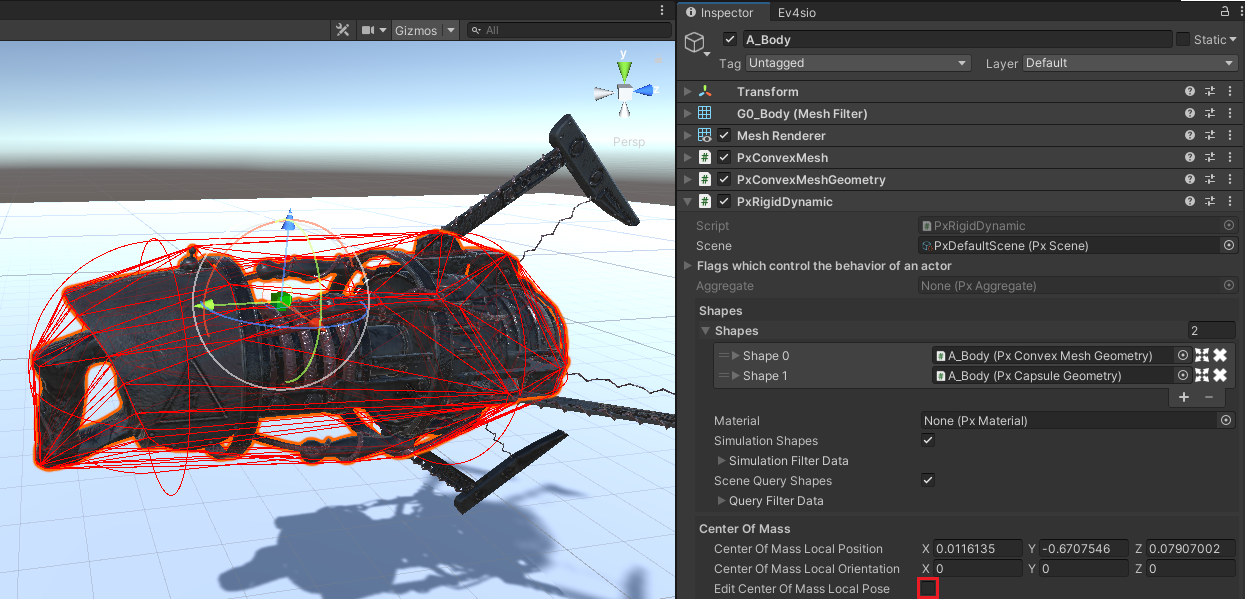 Inspector Ev4sio
Gizmos All
A_Body Static
Tag Untagged Layer Default
Transform
G0_Body (Mesh Filter)
Mesh Renderer
# PxConvexMesh
# PxConvexMeshGeometry
# PxRigidDynamic
Script PxRigidDynamic
Scene PxDefaultScene (Px Scene)
Flags which control the behavior of an actor
Aggregate None (Px Aggregate)
Shapes
Shapes 2
Shape 0 A_Body (Px Convex Mesh Geometry)
Shape 1 A_Body (Px Capsule Geometry)
Material None (Px Material)
Simulation Shapes
Simulation Filter Data
Scene Query Shapes
Query Filter Data
Center Of Mass
Center Of Mass Local Position X 0.0116135 Y -0.6707546 Z 0.07907002
Center Of Mass Local Orientation X 0 Y 0 Z 0
Edit Center Of Mass Local Pose
y
z
Persp